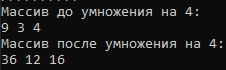 Массив до умножения на 4:
9 3 4
Массив после умножения на 4:
36 12 16